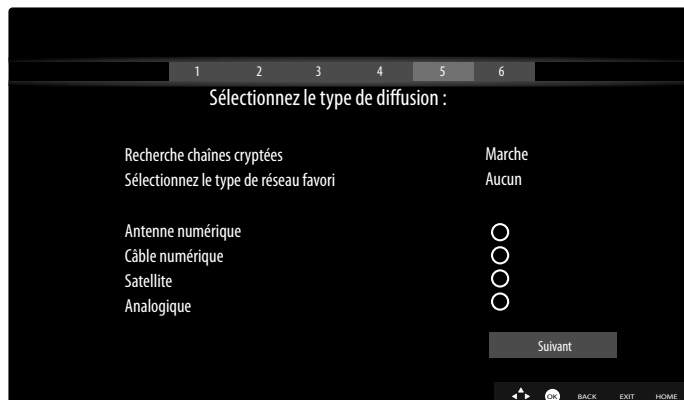 1 2 3 4 5 6
Sélectionnez le type de diffusion :
Recherche chaînes cryptées Marche
Sélectionnez le type de réseau favori Aucun
Antenne numérique
Câble numérique
Satellite
Analogique
Suivant
OK BACK EXIT HOME